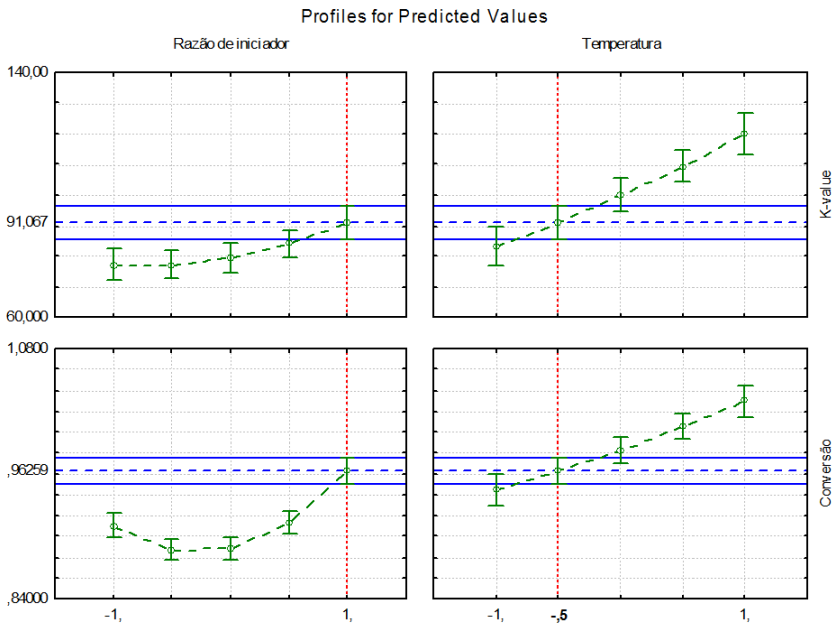 Profiles for Predicted Values
Razão de iniciador
Temperatura
140,00
91,067
60,000
K-value
1,0800
,96259
,84000
Conversão
-1,
1,
-1,
-,5
1,